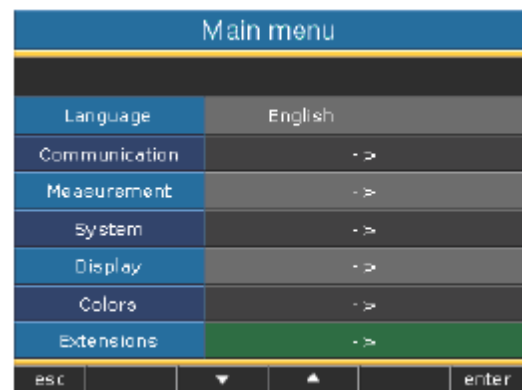 Main menu
Language English
Communication ->
Measurement ->
System ->
Display ->
Colors ->
Extensions ->
esc ▼ ▲ enter